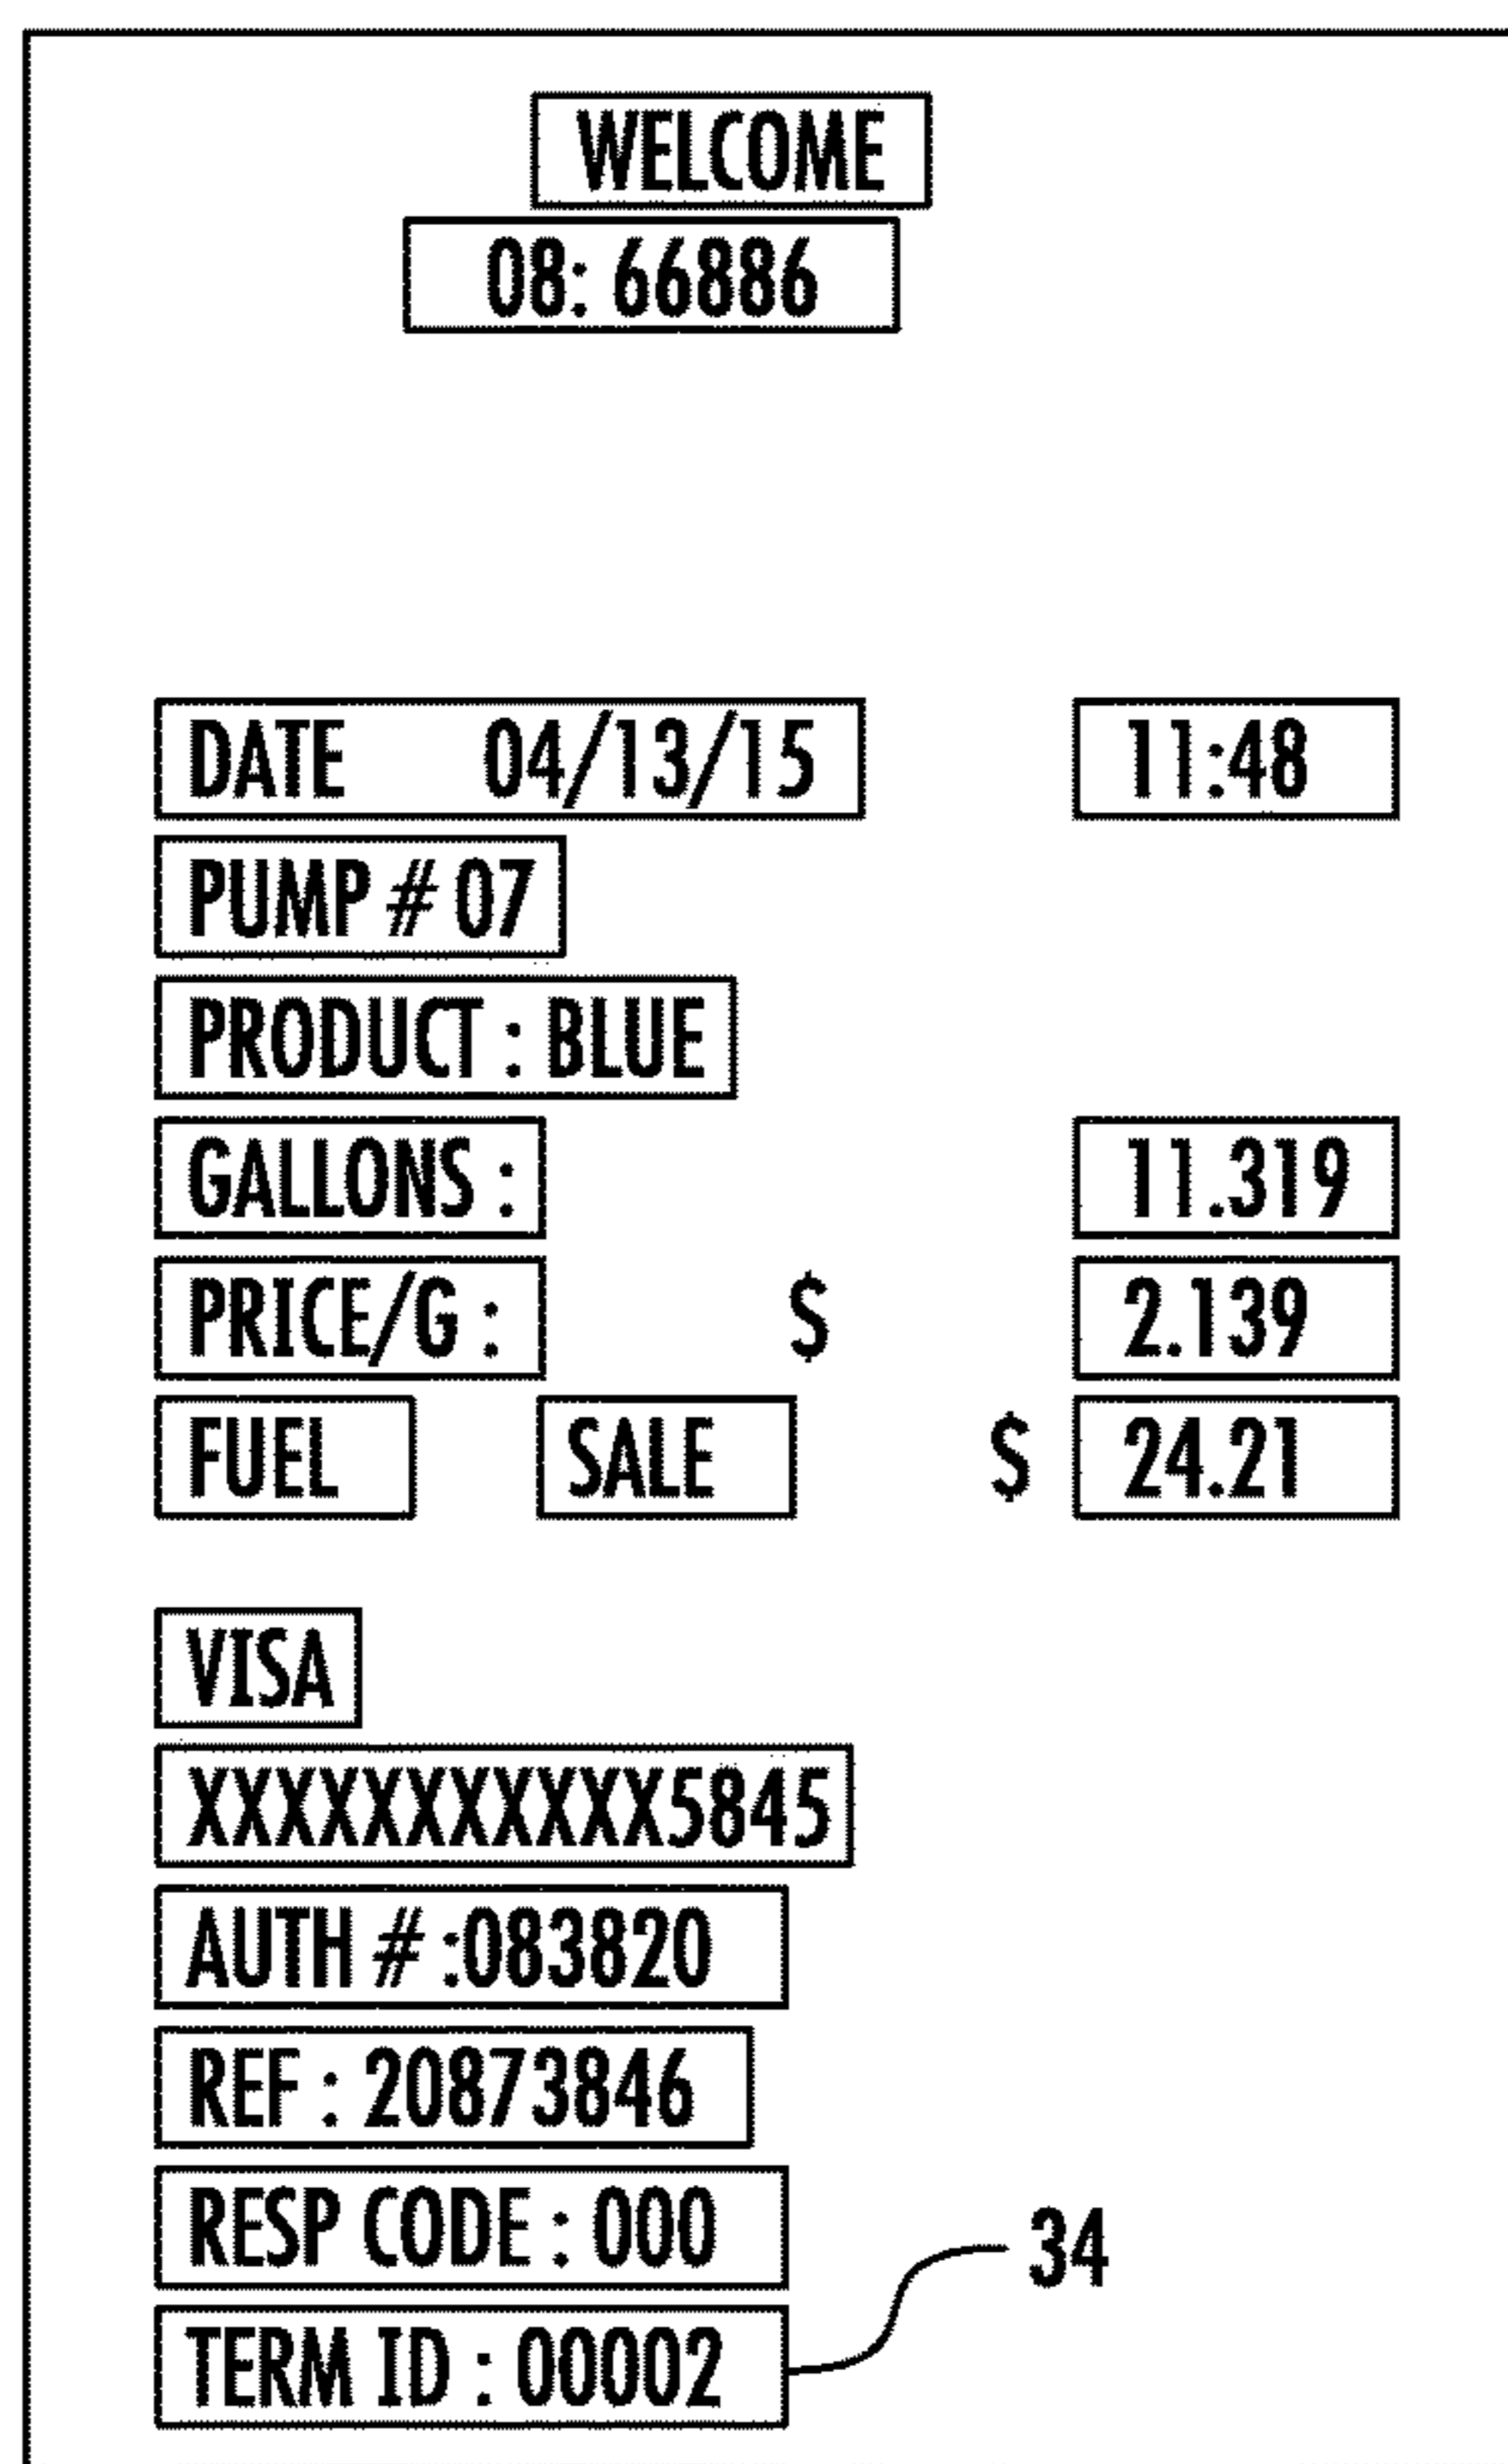 WELCOME
08: 66886
DATE 04/13/15 11:48
PUMP # 07
PRODUCT : BLUE
GALLONS : 11.319
PRICE/G : $ 2.139
FUEL SALE $ 24.21
VISA
XXXXXXXXXXX5845
AUTH # :083820
REF : 20873846
RESP CODE : 000
34
TERM ID : 00002